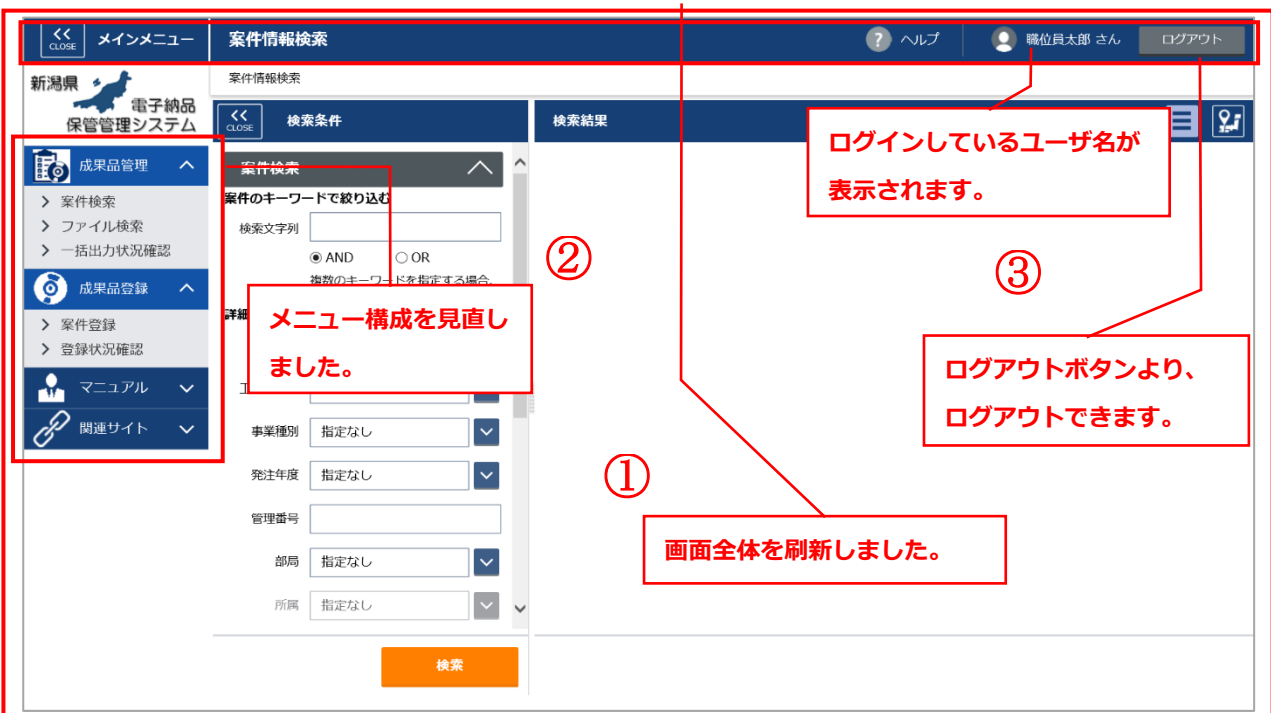 CLOSE メインメニュー
案件情報検索
? ヘルプ
職位員太郎 さん
ログアウト
新潟県
電子納品
保管管理システム
案件情報検索
CLOSE 検索条件
検索結果
ログインしているユーザ名が
表示されます。
成果品管理
案件検索
ファイル検索
一括出力状況確認
成果品登録
案件登録
登録状況確認
マニュアル
関連サイト
案件検索
案件のキーワードで絞り込む
検索文字列
AND OR
複数のキーワードを指定する場合、
詳細
メニュー構成を見直し
ました。
②
③
ログアウトボタンより、
ログアウトできます。
事業種別 指定なし
発注年度 指定なし
①
管理番号
画面全体を刷新しました。
部局 指定なし
所属 指定なし
検索